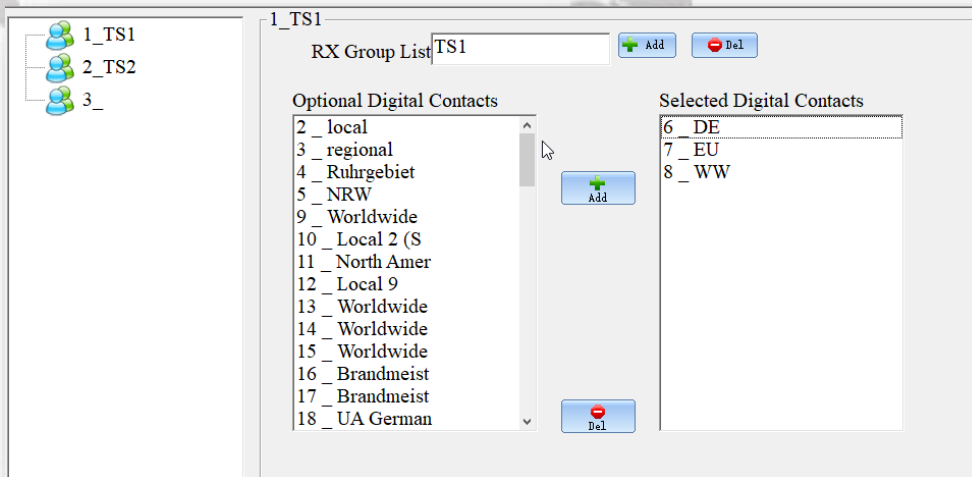 1_TS1
2_TS2
3_
1_TS1
RX Group List TS1 Add Del
Optional Digital Contacts
2 _ local
3 _ regional
4 _ Ruhrgebiet
5 _ NRW
9 _ Worldwide
10 _ Local 2 (S
11 _ North Amer
12 _ Local 9
13 _ Worldwide
14 _ Worldwide
15 _ Worldwide
16 _ Brandmeist
17 _ Brandmeist
18 _ UA German
Add
Del
Selected Digital Contacts
6 _ DE
7 _ EU
8 _ WW